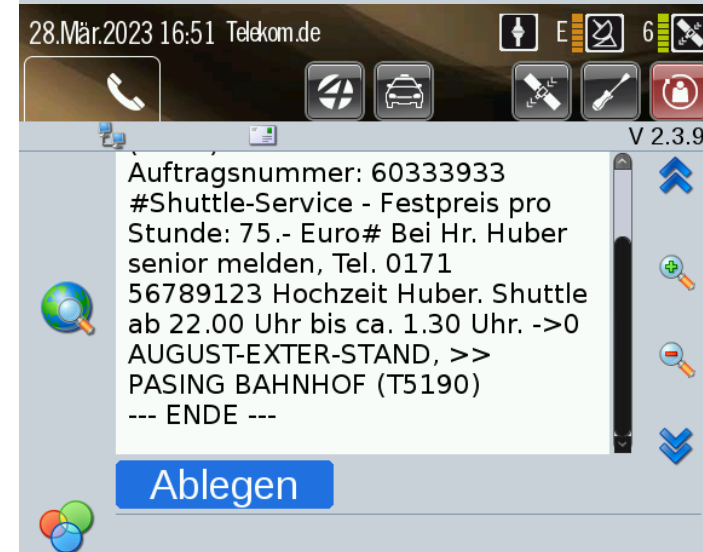 28.Mär.2023 16:51 Telekom.de E 6
V 2.3.9
Auftragsnummer: 60333933
#Shuttle-Service - Festpreis pro
Stunde: 75.- Euro# Bei Hr. Huber
senior melden, Tel. 0171
56789123 Hochzeit Huber. Shuttle
ab 22.00 Uhr bis ca. 1.30 Uhr. ->0
AUGUST-EXTER-STAND, >>
PASING BAHNHOF (T5190)
--- ENDE ---
Ablegen